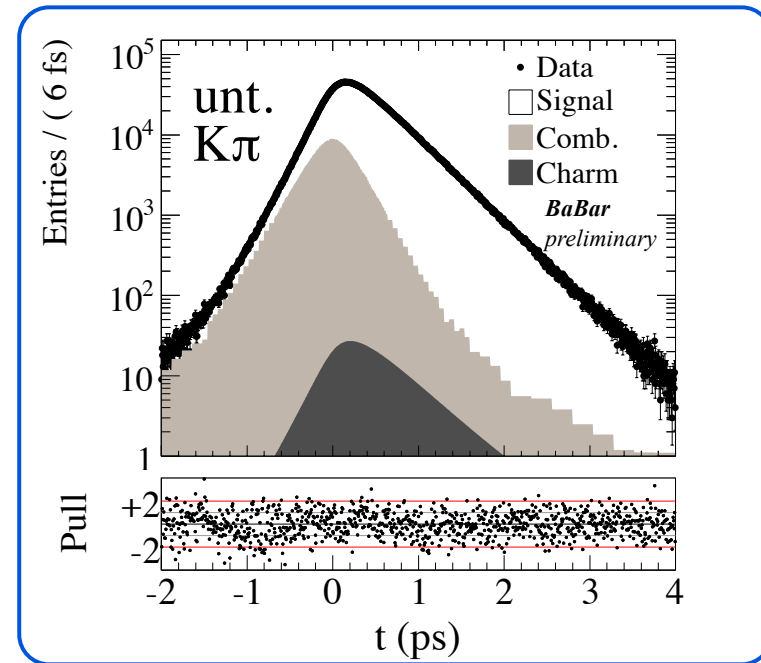 Entries / ( 6 fs)
10^5
10^4
10^3
10^2
10
1
unt.
Kπ
Data
Signal
Comb.
Charm
BaBar
preliminary
Pull
+2
-2
-2 -1 0 1 2 3 4
t (ps)